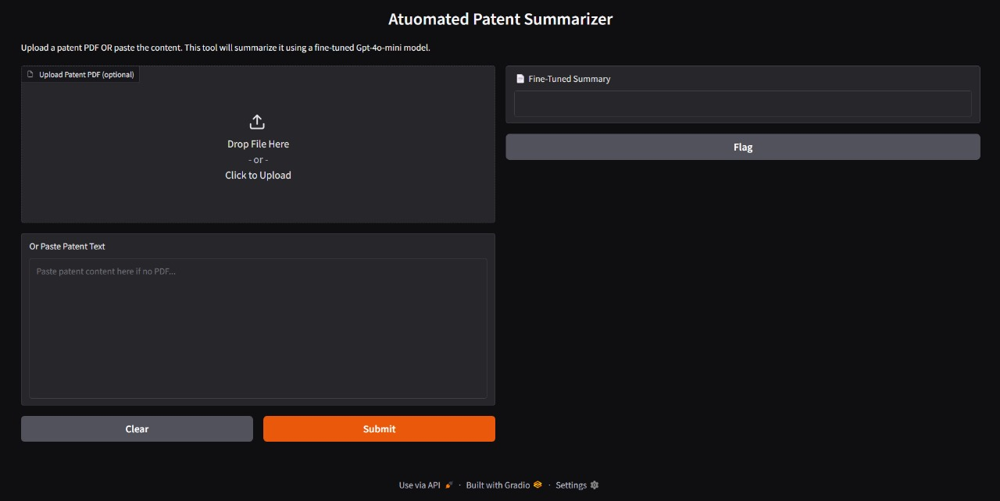 Atuomated Patent Summarizer
Upload a patent PDF OR paste the content. This tool will summarize it using a fine-tuned Gpt-4o-mini model.
Upload Patent PDF (optional)
Drop File Here
- or -
Click to Upload
Or Paste Patent Text
Paste patent content here if no PDF...
Clear
Submit
Fine-Tuned Summary
Flag
Use via API · Built with Gradio · Settings